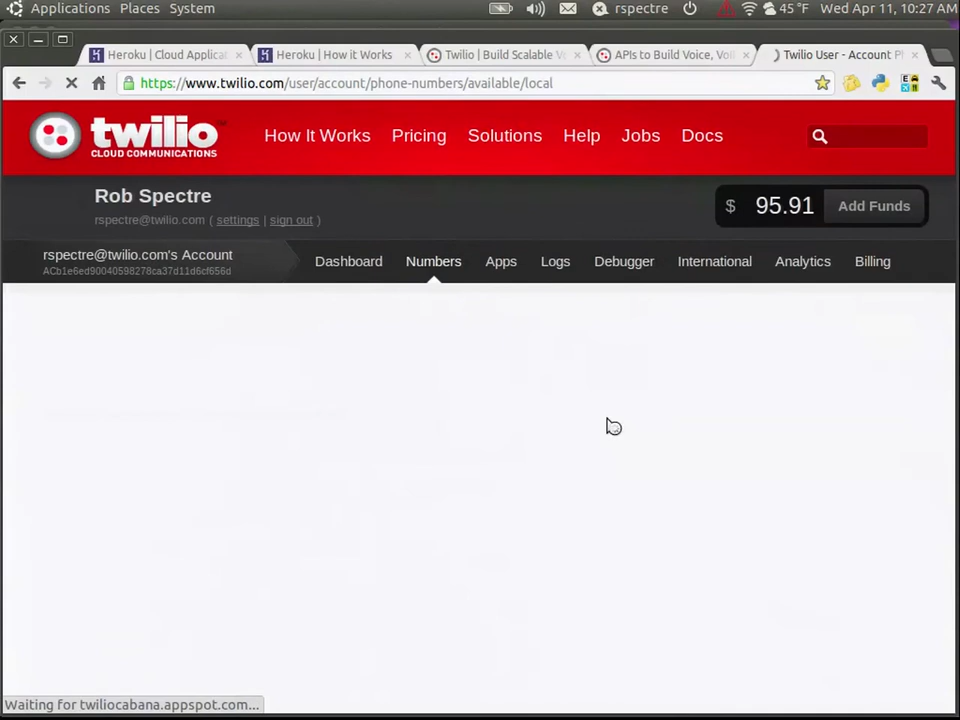 Applications Places System rspectre 45 °F Wed Apr 11, 10:27 AM
Heroku | Cloud Applicat Heroku | How it Works Twilio | Build Scalable Vo APIs to Build Voice, VoI Twilio User - Account Ph
https://www.twilio.com/user/account/phone-numbers/available/local
twilio
CLOUD COMMUNICATIONS
How It Works Pricing Solutions Help Jobs Docs
Rob Spectre
$ 95.91 Add Funds
rspectre@twilio.com ( settings | sign out )
rspectre@twilio.com's Account
ACb1e6ed90040598278ca37d11d6cf656d
Dashboard Numbers Apps Logs Debugger International Analytics Billing
Waiting for twiliocabana.appspot.com...